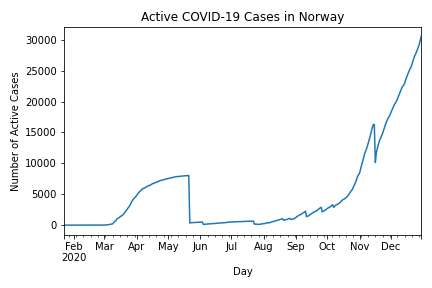 Active COVID-19 Cases in Norway
Number of Active Cases
30000
25000
20000
15000
10000
5000
0
Feb Mar Apr May Jun Jul Aug Sep Oct Nov Dec
2020
Day